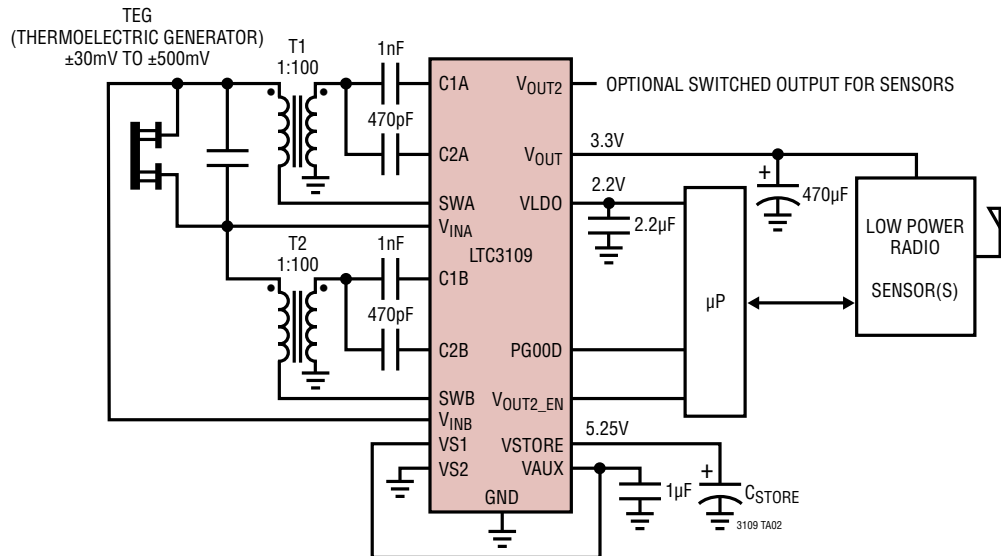 TEG
(THERMOELECTRIC GENERATOR)
±30mV TO ±500mV
T1
1:100
1nF
470pF
C1A
C2A
SWA
VINA
T2
1:100
1nF
470pF
LTC3109
C1B
C2B
SWB
VINB
VS1
VS2
GND
VOUT2
OPTIONAL SWITCHED OUTPUT FOR SENSORS
VOUT
3.3V
+
470µF
VLDO
2.2V
2.2µF
LOW POWER
RADIO
SENSOR(S)
µP
PG00D
VOUT2_EN
VSTORE
5.25V
VAUX
1µF
+
CSTORE
3109 TA02